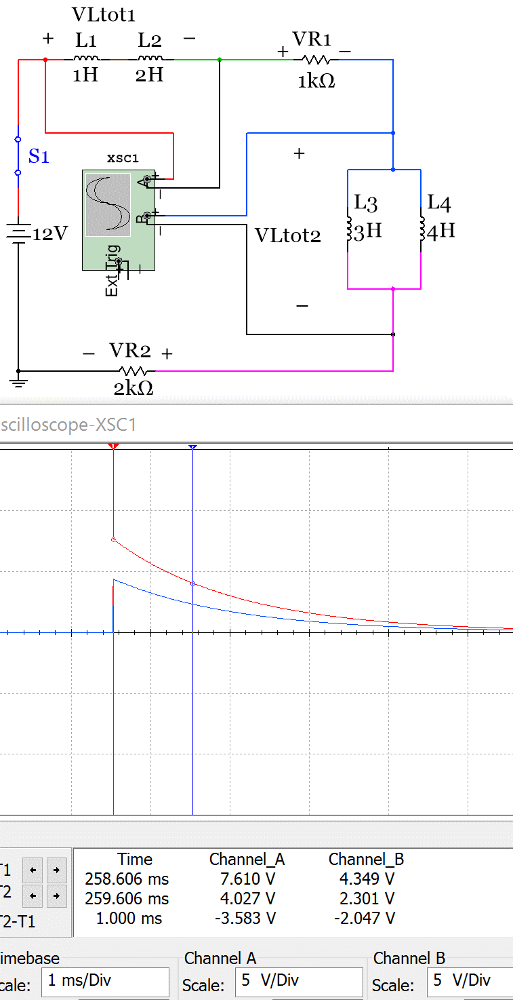 VLtot1
+ L1 L2 −
1H 2H
+ VR1 −
1kΩ
S1
XSC1
A + −
B + −
Ext Trig
+ −
12V
+
VLtot2
−
L3 L4
3H 4H
− VR2 +
2kΩ
scilloscope-XSC1
1 2
Time Channel_A Channel_B
T1 258.606 ms 7.610 V 4.349 V
T2 259.606 ms 4.027 V 2.301 V
T2-T1 1.000 ms -3.583 V -2.047 V
imebase Channel A Channel B
cale: 1 ms/Div Scale: 5 V/Div Scale: 5 V/Div